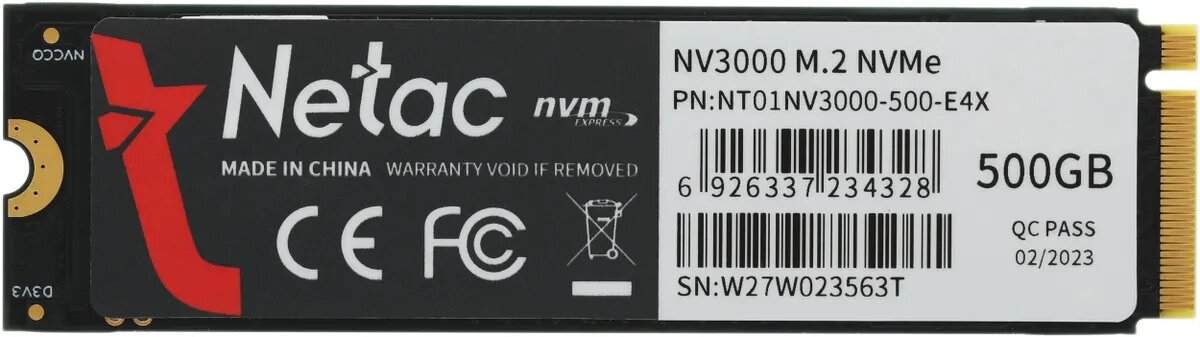 NVCCQ
D3V3
Netac
nvm
EXPRESS
MADE IN CHINA WARRANTY VOID IF REMOVED
CE FC
NV3000 M.2 NVMe
PN:NT01NV3000-500-E4X
6 926337 234328
500GB
QC PASS
02/2023
SN:W27W023563T